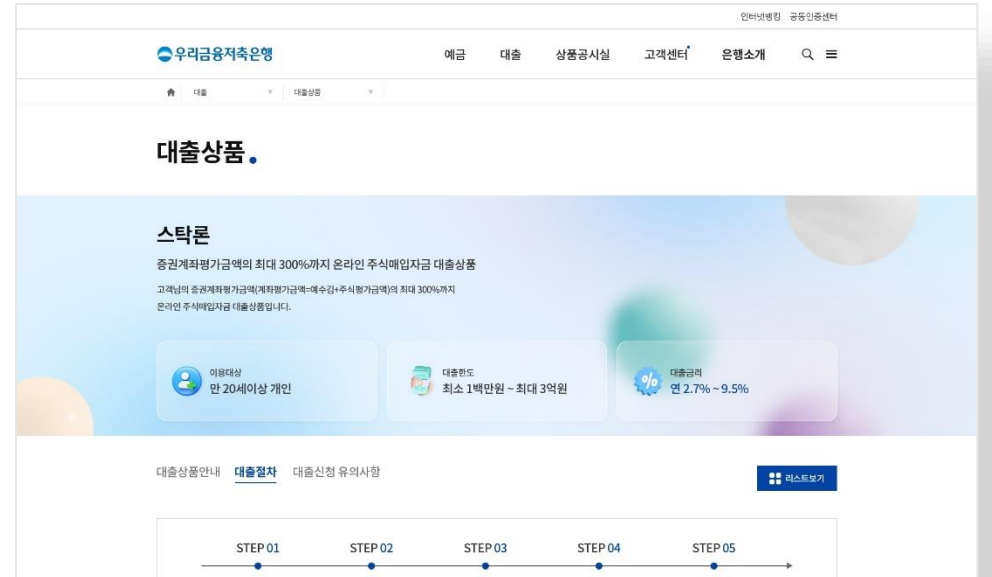 인터넷뱅킹 공동인증센터
우리금융저축은행 예금 대출 상품공시실 고객센터 은행소개
대출 대출상품
대출상품.
스탁론
증권계좌평가금액의 최대 300%까지 온라인 주식매입자금 대출상품
고객님의 증권계좌평가금액(계좌평가금액=예수김+주식평가금액)의 최대 300%까지
온라인 주식매입자금 대출상품입니다.
이용대상
만 20세이상 개인
대출한도
최소 1백만원 ~ 최대 3억원
대출금리
연 2.7% ~ 9.5%
대출상품안내 대출절차 대출신청 유의사항
리스트보기
STEP 01 STEP 02 STEP 03 STEP 04 STEP 05